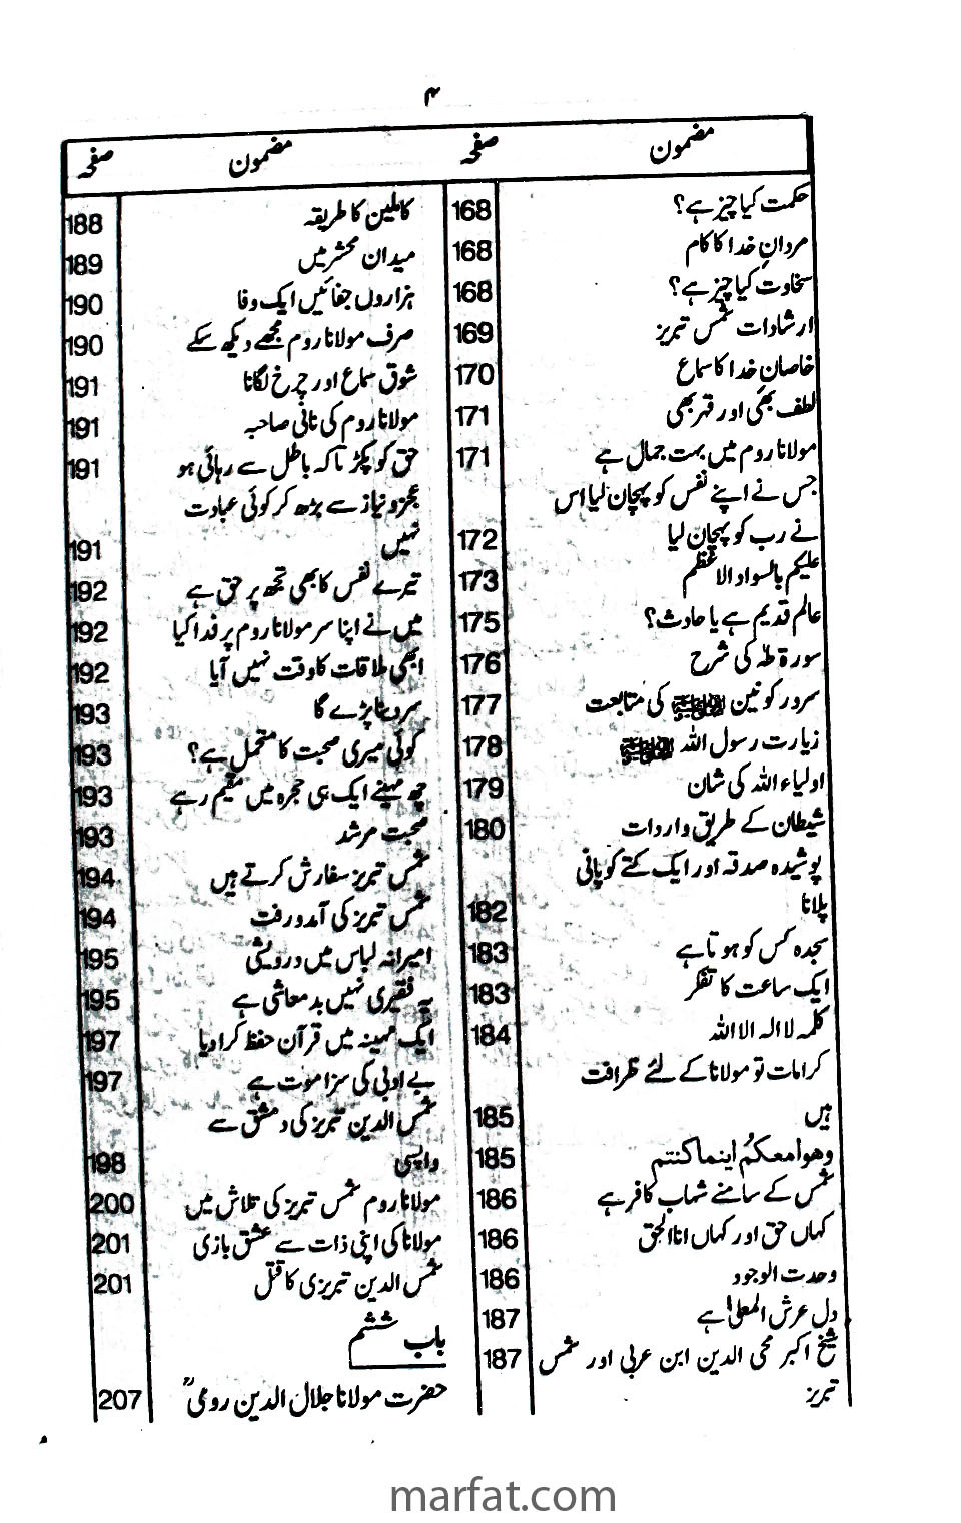 ۴
مضمون صفحہ
حکمت کیا چیز ہے؟ 168
مردانِ خدا کا کام 168
سخاوت کیا چیز ہے؟ 168
ارشادات شمس تبریز 169
خاصانِ خدا کا سماع 170
لطف بھی اور قہر بھی 171
مولانا روم میں بہت جمال ہے 171
جس نے اپنے نفس کو پہچان لیا اس
نے رب کو پہچان لیا 172
علیکم بالسواد الاعظم 173
عالم قدیم ہے یا حادث؟ 175
سورۃ طہٰ کی شرح 176
سرور کونین ﷺ کی متابعت 177
زیارت رسول اللہ ﷺ 178
اولیاء اللہ کی شان 179
شیطان کے طریق واردات 180
پوشیدہ صدقہ اور ایک کتے کو پانی
پلانا 182
سجدہ کس کو ہوتا ہے 183
ایک ساعت کا تفکر 183
کلمہ لا الہ الا اللہ 184
کرامات تو مولانا کے لئے ظرافت
ہیں 185
وھوا معکم اینما کنتم 185
شمس کے سامنے شہاب کافر ہے 186
کہاں حق اور کہاں انا الحق 186
وحدت الوجود 186
دل عرش المعلیٰ ہے 187
شیخ اکبر محی الدین ابن عربی اور شمس 187
تبریز
مضمون صفحہ
کاملین کا طریقہ 188
میدان محشر میں 189
ہزاروں جفائیں ایک وفا 190
صرف مولانا روم مجھے دیکھ سکے 190
شوق سماع اور چرخ لگانا 191
مولانا روم کی نانی صاحبہ 191
حق کو پکڑ تاکہ باطل سے رہائی ہو 191
عجز و نیاز سے بڑھ کر کوئی عبادت
نہیں 191
تیرے نفس کا بھی تجھ پر حق ہے 192
میں نے اپنا سر مولانا روم پر فدا کیا 192
ابھی ملاقات کا وقت نہیں آیا 192
سر دینا پڑے گا 193
کوئی میری صحبت کا متحمل ہے؟ 193
چھ مہینے ایک ہی حجرہ میں مقیم رہے 193
صحبت مرشد 193
شمس تبریز سفارش کرتے ہیں 194
شمس تبریز کی آمد و رفت 194
امیرانہ لباس میں درویشی 195
یہ فقیری نہیں بدمعاشی ہے 195
ایک مہینہ میں قرآن حفظ کرا دیا 197
بے ادبی کی سزا موت ہے 197
شمس الدین تبریز کی دمشق سے
واپسی 198
مولانا روم شمس تبریز کی تلاش میں 200
مولانا کی اپنی ذات سے عشق بازی 201
شمس الدین تبریزی کا قتل 201
باب ششم
حضرت مولانا جلال الدین رومیؒ 207
marfat.com